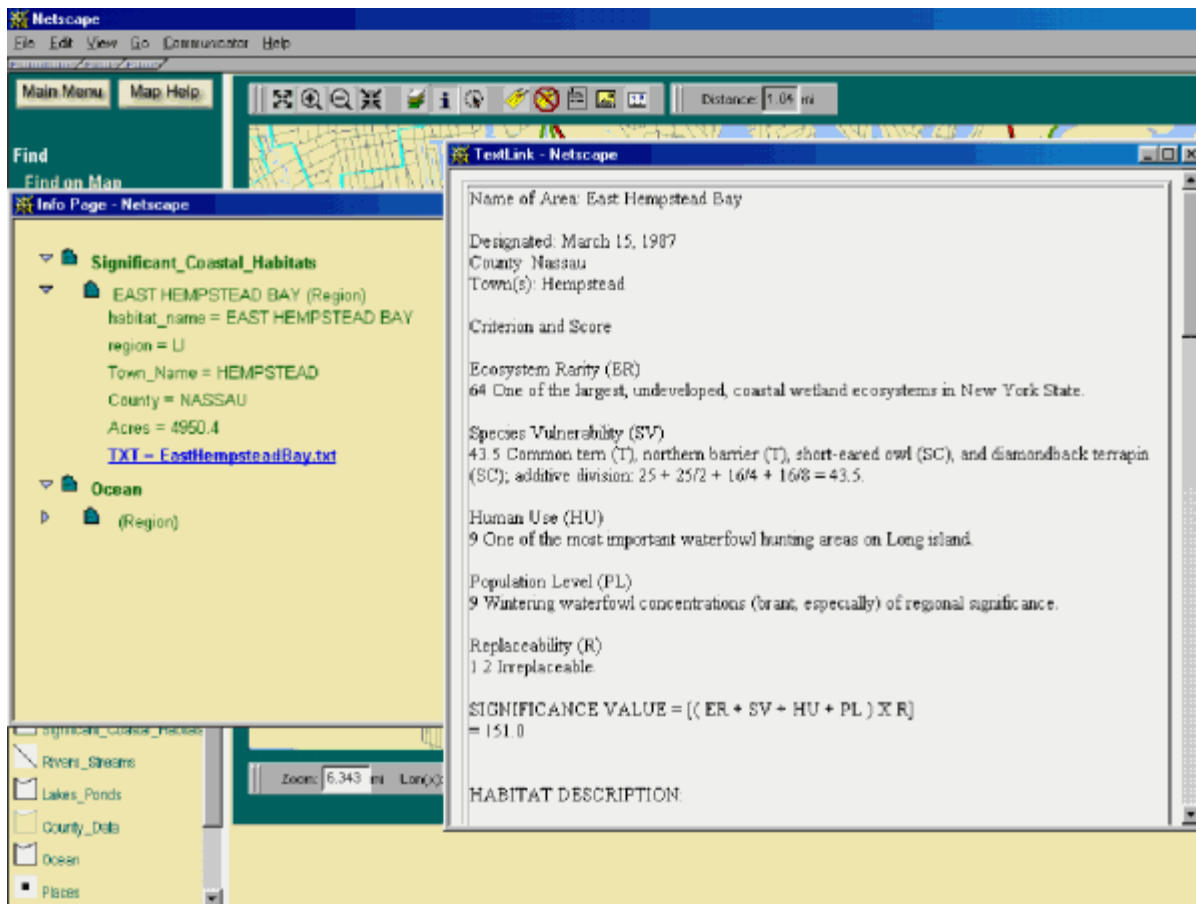 Netscape
File Edit View Go Communicator Help
Main Menu Map Help
Distance: 1.04 mi
Find
Find on Map
Info Page - Netscape
Significant_Coastal_Habitats
EAST HEMPSTEAD BAY (Region)
habitat_name = EAST HEMPSTEAD BAY
region = LI
Town_Name = HEMPSTEAD
County = NASSAU
Acres = 4950.4
TXT – EastHempsteadBay.txt
Ocean
(Region)
TextLink - Netscape
Name of Area: East Hempstead Bay
Designated: March 15, 1987
County: Nassau
Town(s): Hempstead
Criterion and Score
Ecosystem Rarity (ER)
64 One of the largest, undeveloped, coastal wetland ecosystems in New York State.
Species Vulnerability (SV)
43.5 Common tern (T), northern barrier (T), short-eared owl (SC), and diamondback terrapin
(SC); additive division: 25 + 25/2 + 16/4 + 16/8 = 43.5.
Human Use (HU)
9 One of the most important waterfowl hunting areas on Long island.
Population Level (PL)
9 Wintering waterfowl concentrations (brant, especially) of regional significance.
Replaceability (R)
1.2 Irreplaceable.
SIGNIFICANCE VALUE = [( ER + SV + HU + PL ) X R]
= 151.0
HABITAT DESCRIPTION:
Significant_Coastal_Habitats
Rivers_Streams
Lakes_Ponds
County_Data
Ocean
Places
Zoom: 6.343 mi Lon(x):